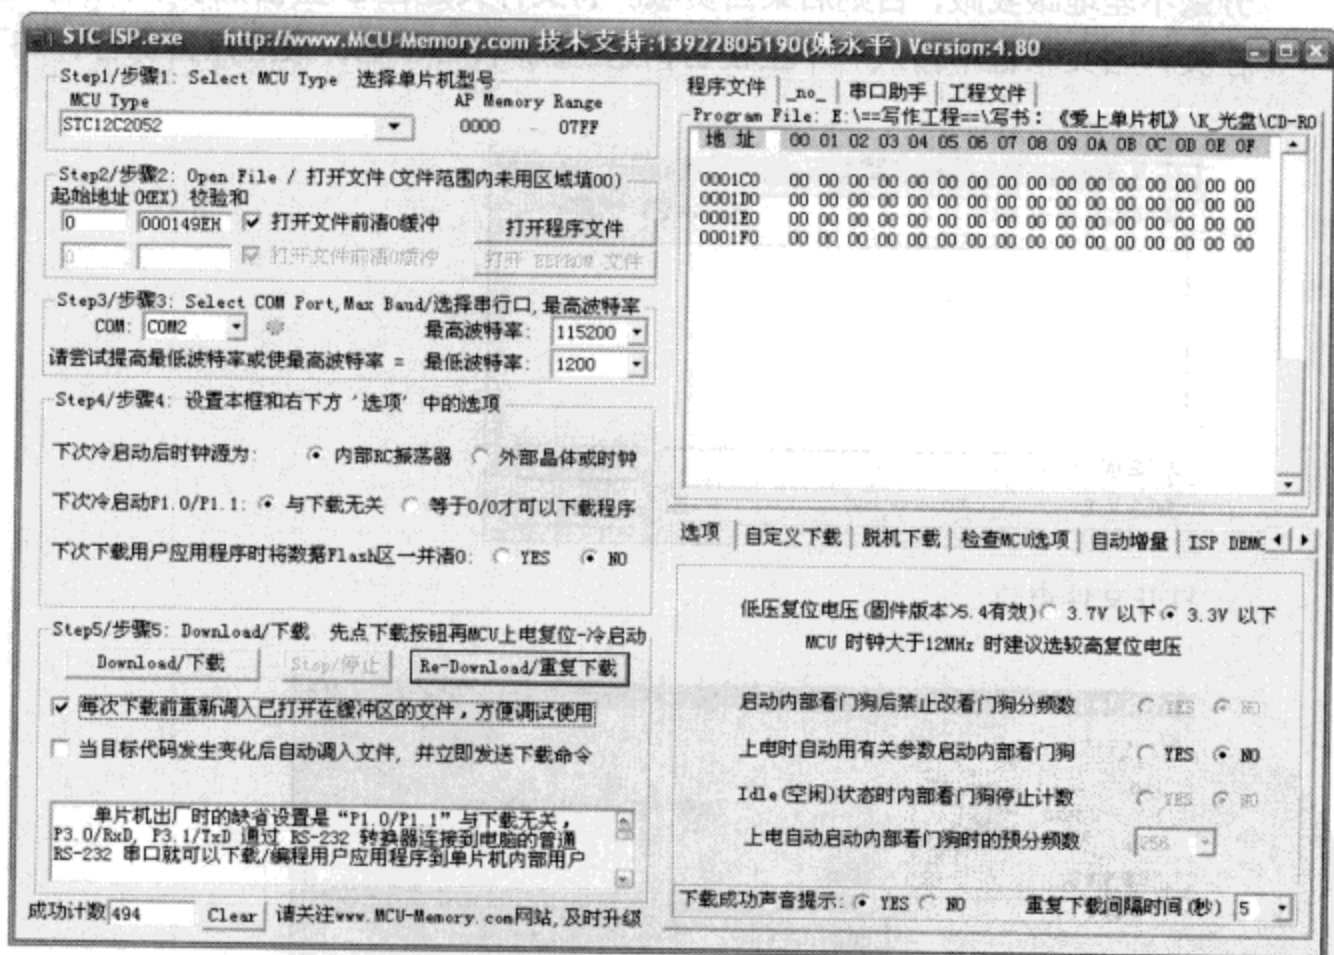 STC-ISP.exe http://www.MCU-Memory.com 技术支持:13922805190(姚永平) Version:4.80
Step1/步骤1: Select MCU Type 选择单片机型号
MCU Type AP Memory Range
STC12C2052 0000 - 07FF
Step2/步骤2: Open File / 打开文件(文件范围内未用区域填00)
起始地址(HEX) 校验和
0 000149EH 打开文件前清0缓冲 打开程序文件
0 打开文件前清0缓冲 打开 EEPROM 文件
Step3/步骤3: Select COM Port,Max Baud/选择串行口,最高波特率
COM: COM2 最高波特率: 115200
请尝试提高最低波特率或使最高波特率 = 最低波特率: 1200
Step4/步骤4: 设置本框和右下方 '选项' 中的选项
下次冷启动后时钟源为: 内部RC振荡器 外部晶体或时钟
下次冷启动P1.0/P1.1: 与下载无关 等于0/0才可以下载程序
下次下载用户应用程序时将数据Flash区一并清0: YES NO
Step5/步骤5: Download/下载 先点下载按钮再MCU上电复位-冷启动
Download/下载 Stop/停止 Re-Download/重复下载
每次下载前重新调入已打开在缓冲区的文件,方便调试使用
当目标代码发生变化后自动调入文件, 并立即发送下载命令
单片机出厂时的缺省设置是 "P1.0/P1.1" 与下载无关,
P3.0/RxD, P3.1/TxD 通过 RS-232 转换器连接到电脑的普通
RS-232 串口就可以下载/编程用户应用程序到单片机内部用户
成功计数 494 Clear 请关注www.MCU-Memory.com网站,及时升级
程序文件 _no_ 串口助手 工程文件
Program File: E:\==写作工程==\写书:《爱上单片机》\K_光盘\CD-RO
地 址 00 01 02 03 04 05 06 07 08 09 0A 0B 0C 0D 0E 0F
0001C0 00 00 00 00 00 00 00 00 00 00 00 00 00 00 00 00
0001D0 00 00 00 00 00 00 00 00 00 00 00 00 00 00 00 00
0001E0 00 00 00 00 00 00 00 00 00 00 00 00 00 00 00 00
0001F0 00 00 00 00 00 00 00 00 00 00 00 00 00 00 00 00
选项 自定义下载 脱机下载 检查MCU选项 自动增量 ISP DEMC
低压复位电压(固件版本>5.4有效) 3.7V 以下 3.3V 以下
MCU 时钟大于12MHz 时建议选较高复位电压
启动内部看门狗后禁止改看门狗分频数 YES NO
上电时自动用有关参数启动内部看门狗 YES NO
Idle(空闲)状态时内部看门狗停止计数 YES NO
上电自动启动内部看门狗时的预分频数 256
下载成功声音提示: YES NO 重复下载间隔时间(秒) 5